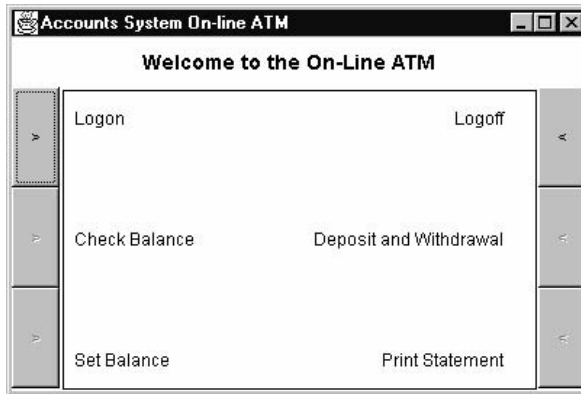 Accounts System On-line ATM
Welcome to the On-Line ATM
> Logon Logoff <
> Check Balance Deposit and Withdrawal <
> Set Balance Print Statement <